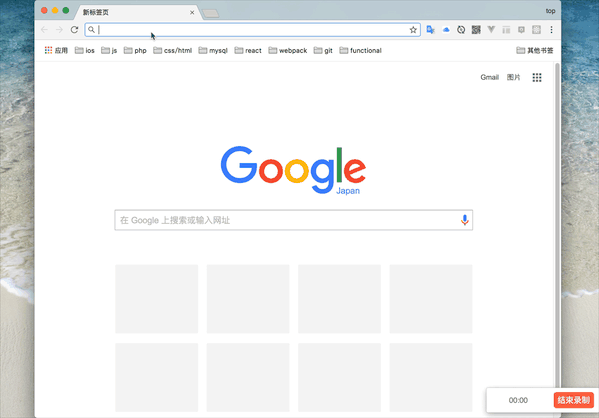 新标签页
top
应用 ios js php css/html mysql react webpack git functional 其他书签
Gmail 图片
Google
Japan
在 Google 上搜索或输入网址
00:00 结束录制